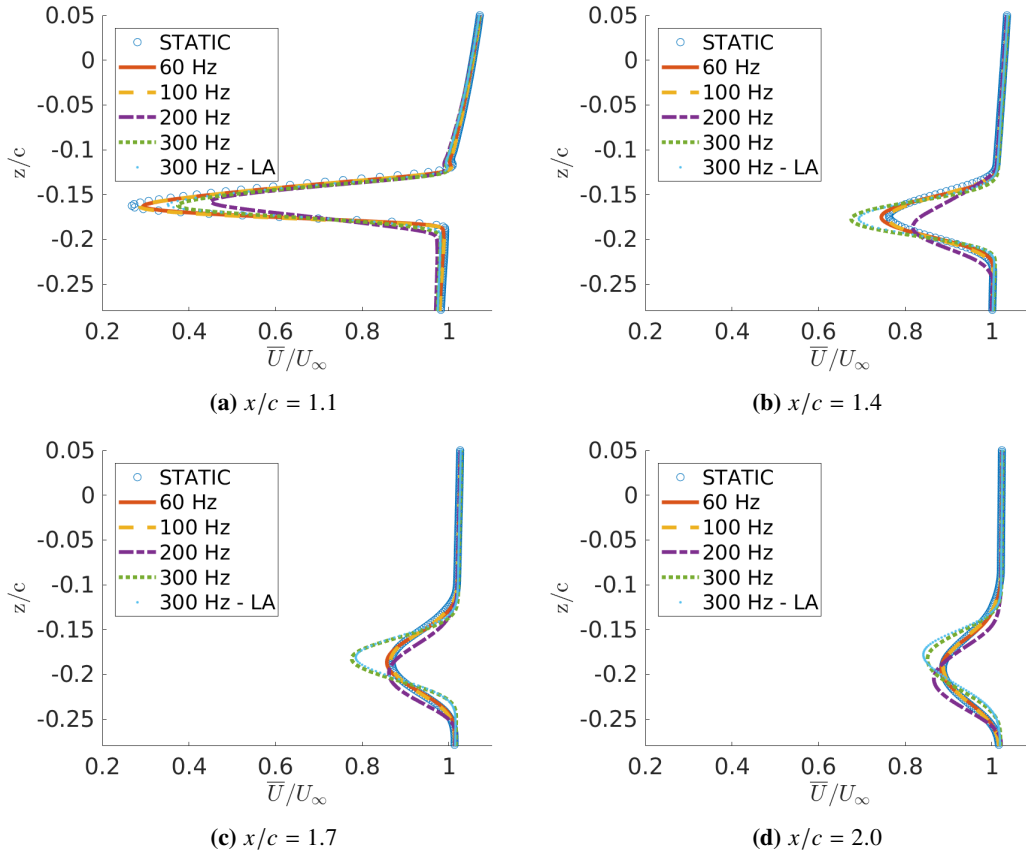 0.05
0
-0.05
-0.1
-0.15
-0.2
-0.25
z/c
STATIC
60 Hz
100 Hz
200 Hz
300 Hz
300 Hz - LA
0.2 0.4 0.6 0.8 1
U̅/U∞
(a) x/c = 1.1
0.05
0
-0.05
-0.1
-0.15
-0.2
-0.25
z/c
STATIC
60 Hz
100 Hz
200 Hz
300 Hz
300 Hz - LA
0.2 0.4 0.6 0.8 1
U̅/U∞
(b) x/c = 1.4
0.05
0
-0.05
-0.1
-0.15
-0.2
-0.25
z/c
STATIC
60 Hz
100 Hz
200 Hz
300 Hz
300 Hz - LA
0.2 0.4 0.6 0.8 1
U̅/U∞
(c) x/c = 1.7
0.05
0
-0.05
-0.1
-0.15
-0.2
-0.25
z/c
STATIC
60 Hz
100 Hz
200 Hz
300 Hz
300 Hz - LA
0.2 0.4 0.6 0.8 1
U̅/U∞
(d) x/c = 2.0